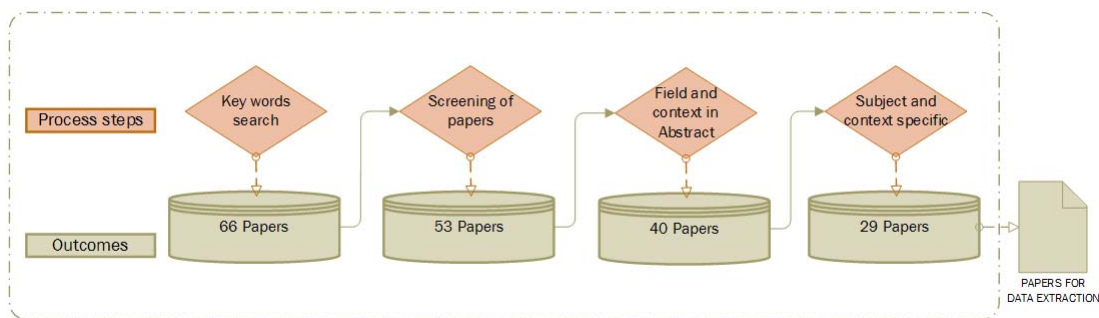 Process steps
Key words
search
Screening of
papers
Field and
context in
Abstract
Subject and
context specific
Outcomes
66 Papers
53 Papers
40 Papers
29 Papers
PAPERS FOR
DATA EXTRACTION